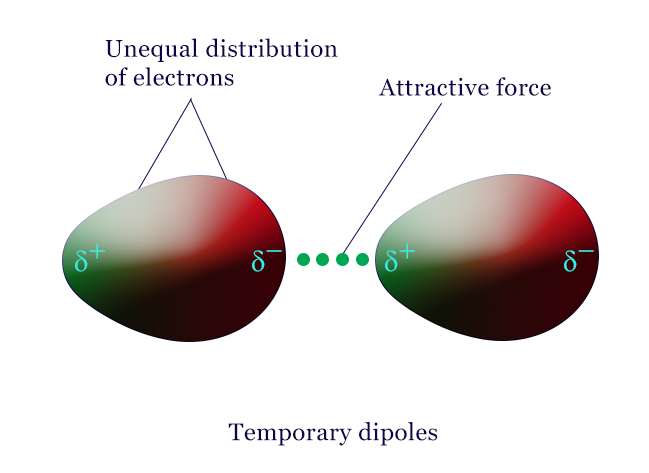 Unequal distribution
of electrons
Attractive force
δ+ δ− δ+ δ−
Temporary dipoles